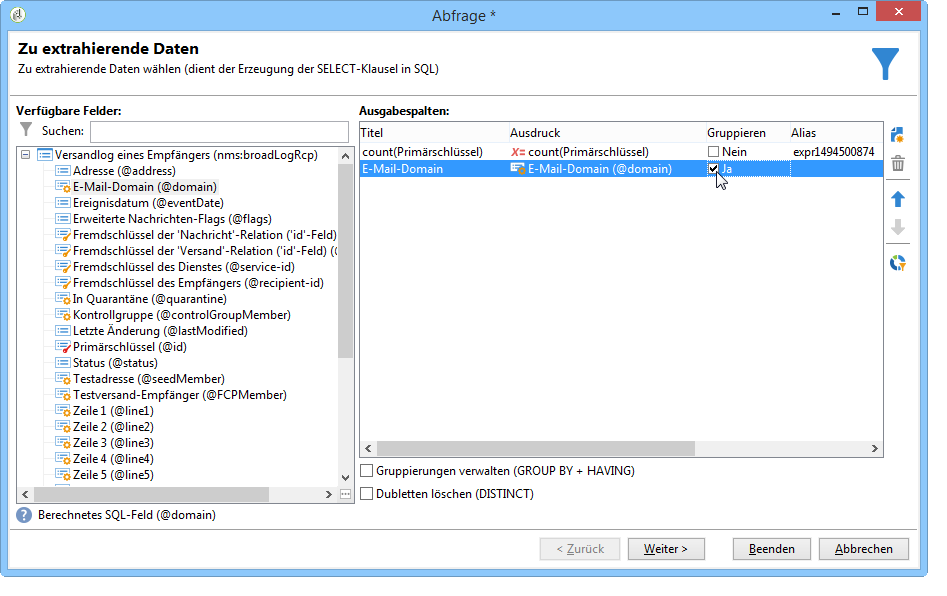 Abfrage *
Zu extrahierende Daten
Zu extrahierende Daten wählen (dient der Erzeugung der SELECT-Klausel in SQL)
Verfügbare Felder:
Suchen:
Versandlog eines Empfängers (nms:broadLogRcp)
Adresse (@address)
E-Mail-Domain (@domain)
Ereignisdatum (@eventDate)
Erweiterte Nachrichten-Flags (@flags)
Fremdschlüssel der 'Nachricht'-Relation ('id'-Feld)
Fremdschlüssel der 'Versand'-Relation ('id'-Feld) (
Fremdschlüssel des Dienstes (@service-id)
Fremdschlüssel des Empfängers (@recipient-id)
In Quarantäne (@quarantine)
Kontrollgruppe (@controlGroupMember)
Letzte Änderung (@lastModified)
Primärschlüssel (@id)
Status (@status)
Testadresse (@seedMember)
Testversand-Empfänger (@FCPMember)
Zeile 1 (@line1)
Zeile 2 (@line2)
Zeile 3 (@line3)
Zeile 4 (@line4)
Zeile 5 (@line5)
Berechnetes SQL-Feld (@domain)
Ausgabespalten:
Titel Ausdruck Gruppieren Alias
count(Primärschlüssel) X= count(Primärschlüssel) Nein expr1494500874
E-Mail-Domain E-Mail-Domain (@domain) Ja
Gruppierungen verwalten (GROUP BY + HAVING)
Dubletten löschen (DISTINCT)
< Zurück Weiter > Beenden Abbrechen